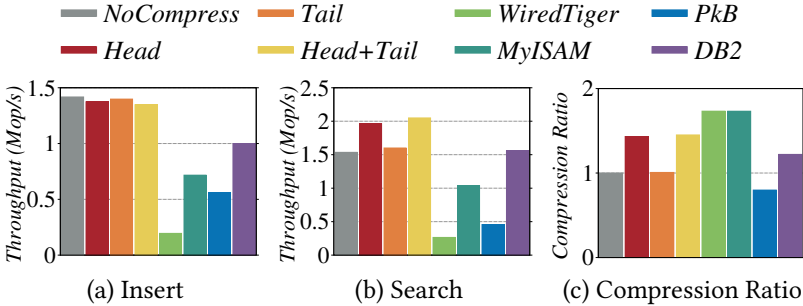 NoCompress Tail WiredTiger PkB
Head Head+Tail MyISAM DB2
Throughput (Mop/s)
1.5
1
0.5
0
(a) Insert
Throughput (Mop/s)
2.5
2
1.5
1
0.5
0
(b) Search
Compression Ratio
2
1
0
(c) Compression Ratio